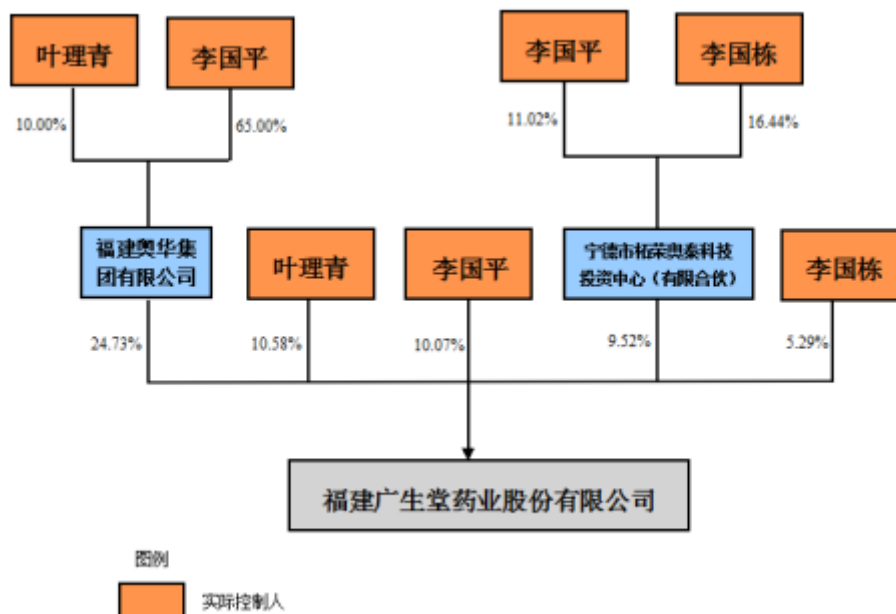 叶理青
李国平
李国平
李国栋
10.00%
65.00%
11.02%
16.44%
福建奥华集
团有限公司
叶理青
李国平
宁德市柘荣奥泰科技
投资中心（有限合伙）
李国栋
24.73%
10.58%
10.07%
9.52%
5.29%
福建广生堂药业股份有限公司
图例
实际控制人